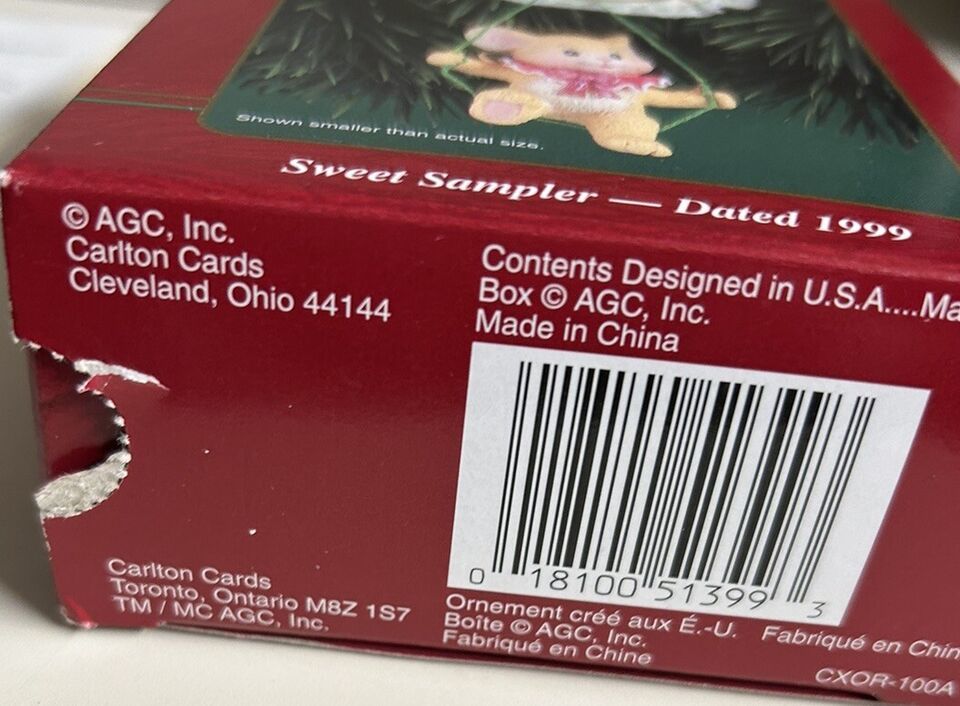 Shown smaller than actual size.
Sweet Sampler — Dated 1999
© AGC, Inc.
Carlton Cards
Cleveland, Ohio 44144
Contents Designed in U.S.A....Ma
Box © AGC, Inc.
Made in China
0 18100 51399 3
Carlton Cards
Toronto, Ontario M8Z 1S7
TM / MC AGC, Inc.
Ornement créé aux É.-U. Fabriqué en Chin
Boîte © AGC, Inc.
Fabriqué en Chine
CXOR-100A